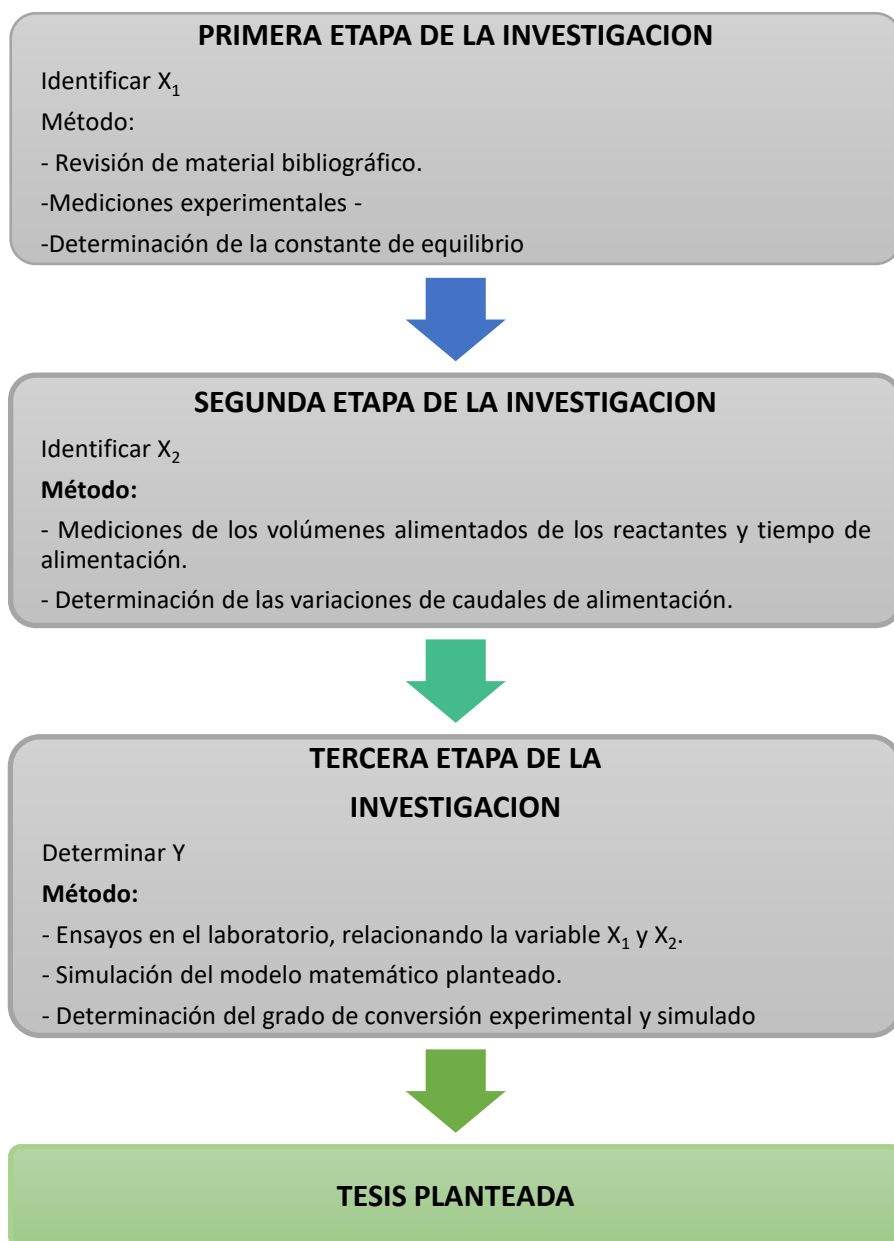 PRIMERA ETAPA DE LA INVESTIGACION
Identificar X₁
Método:
- Revisión de material bibliográfico.
-Mediciones experimentales -
-Determinación de la constante de equilibrio
SEGUNDA ETAPA DE LA INVESTIGACION
Identificar X₂
Método:
- Mediciones de los volúmenes alimentados de los reactantes y tiempo de
alimentación.
- Determinación de las variaciones de caudales de alimentación.
TERCERA ETAPA DE LA
INVESTIGACION
Determinar Y
Método:
- Ensayos en el laboratorio, relacionando la variable X₁ y X₂.
- Simulación del modelo matemático planteado.
- Determinación del grado de conversión experimental y simulado
TESIS PLANTEADA